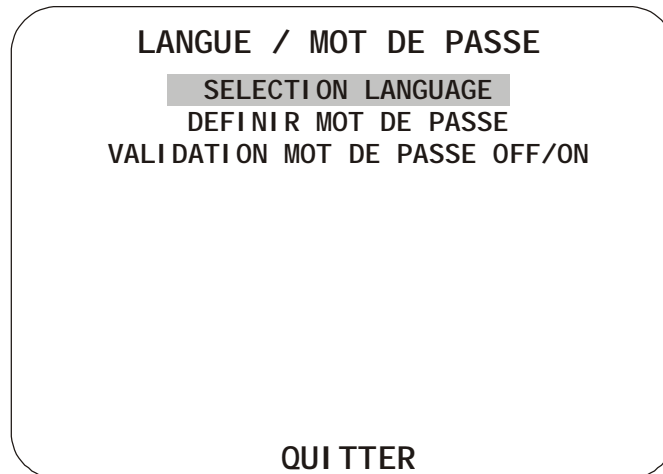 LANGUE / MOT DE PASSE
SELECTION LANGUAGE
DEFINIR MOT DE PASSE
VALIDATION MOT DE PASSE OFF/ON
QUITTER